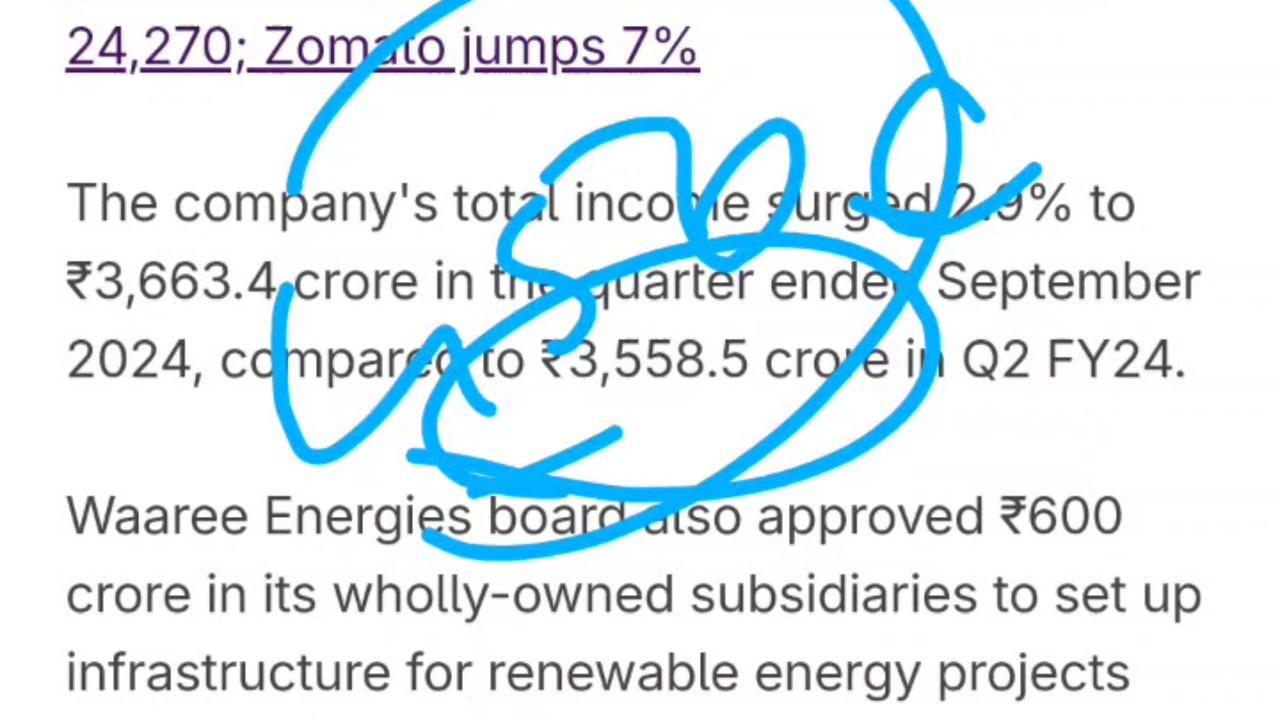 24,270; Zomato jumps 7%
The company's total income surged 2.9% to
₹3,663.4 crore in the quarter ended September
2024, compared to ₹3,558.5 crore in Q2 FY24.
Waaree Energies board also approved ₹600
crore in its wholly-owned subsidiaries to set up
infrastructure for renewable energy projects